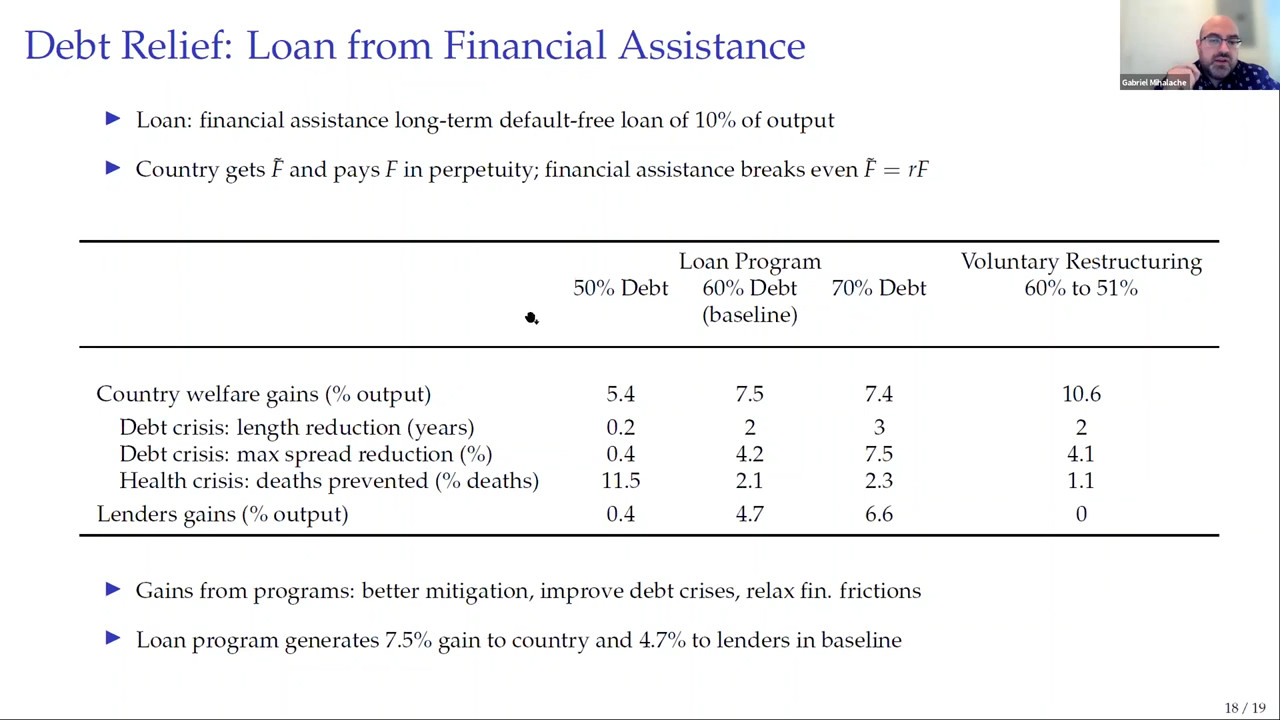 Debt Relief: Loan from Financial Assistance
Gabriel Mihalache
▶ Loan: financial assistance long-term default-free loan of 10% of output
▶ Country gets F̃ and pays F in perpetuity; financial assistance breaks even F̃ = rF
Loan Program Voluntary Restructuring
50% Debt 60% Debt 70% Debt 60% to 51%
(baseline)
Country welfare gains (% output) 5.4 7.5 7.4 10.6
Debt crisis: length reduction (years) 0.2 2 3 2
Debt crisis: max spread reduction (%) 0.4 4.2 7.5 4.1
Health crisis: deaths prevented (% deaths) 11.5 2.1 2.3 1.1
Lenders gains (% output) 0.4 4.7 6.6 0
▶ Gains from programs: better mitigation, improve debt crises, relax fin. frictions
▶ Loan program generates 7.5% gain to country and 4.7% to lenders in baseline
18 / 19